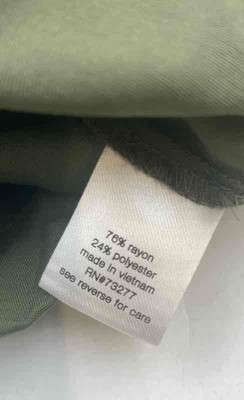 76% rayon
24% polyester
made in vietnam
RN#73277
see reverse for care